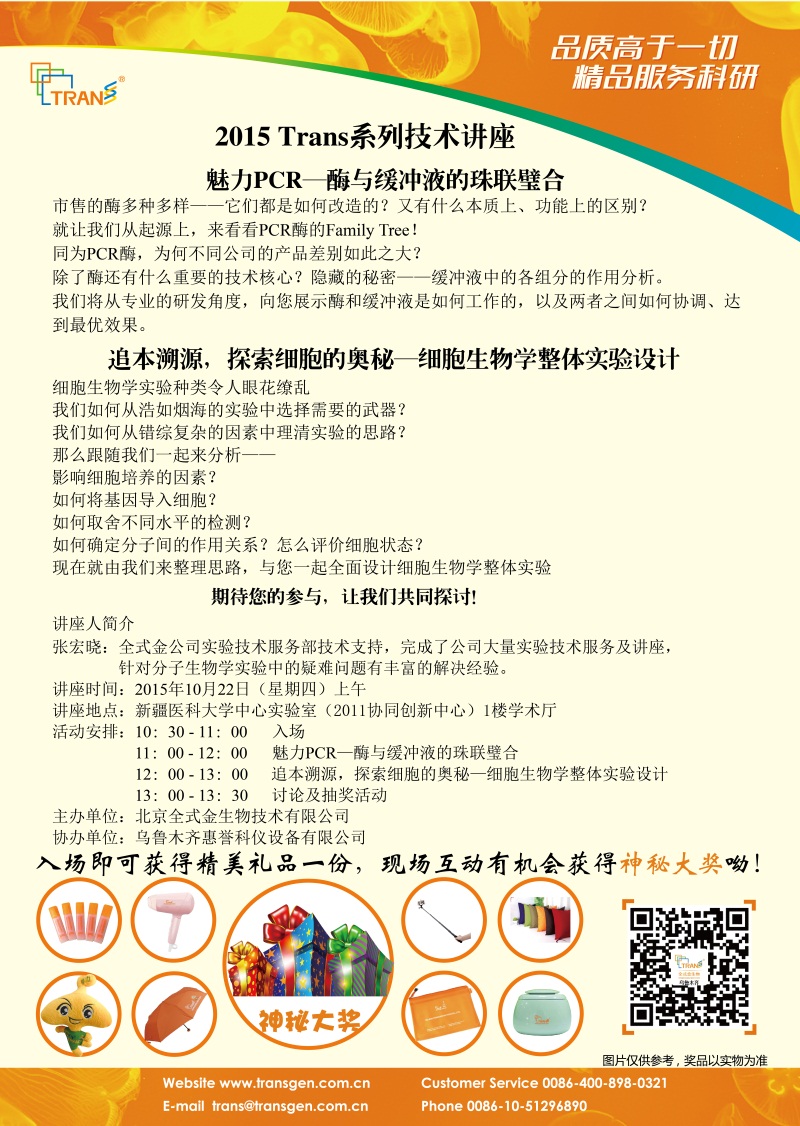 品质高于一切
精品服务科研
TRANS®
2015 Trans系列技术讲座
魅力PCR—酶与缓冲液的珠联璧合
市售的酶多种多样——它们都是如何改造的？又有什么本质上、功能上的区别？
就让我们从起源上，来看看PCR酶的Family Tree！
同为PCR酶，为何不同公司的产品差别如此之大？
除了酶还有什么重要的技术核心？隐藏的秘密——缓冲液中的各组分的作用分析。
我们将从专业的研发角度，向您展示酶和缓冲液是如何工作的，以及两者之间如何协调、达
到最优效果。
追本溯源，探索细胞的奥秘—细胞生物学整体实验设计
细胞生物学实验种类令人眼花缭乱
我们如何从浩如烟海的实验中选择需要的武器？
我们如何从错综复杂的因素中理清实验的思路？
那么跟随我们一起来分析——
影响细胞培养的因素？
如何将基因导入细胞？
如何取舍不同水平的检测？
如何确定分子间的作用关系？怎么评价细胞状态？
现在就由我们来整理思路，与您一起全面设计细胞生物学整体实验
期待您的参与，让我们共同探讨！
讲座人简介
张宏晓：全式金公司实验技术服务部技术支持，完成了公司大量实验技术服务及讲座，
针对分子生物学实验中的疑难问题有丰富的解决经验。
讲座时间：2015年10月22日（星期四）上午
讲座地点：新疆医科大学中心实验室（2011协同创新中心）1楼学术厅
活动安排：10：30 - 11：00 入场
11：00 - 12：00 魅力PCR—酶与缓冲液的珠联璧合
12：00 - 13：00 追本溯源，探索细胞的奥秘—细胞生物学整体实验设计
13：00 - 13：30 讨论及抽奖活动
主办单位：北京全式金生物技术有限公司
协办单位：乌鲁木齐惠誉科仪设备有限公司
入场即可获得精美礼品一份，现场互动有机会获得神秘大奖呦！
神秘大奖
TRANS
乌鲁木齐
图片仅供参考，奖品以实物为准
Website www.transgen.com.cn Customer Service 0086-400-898-0321
E-mail trans@transgen.com.cn Phone 0086-10-51296890